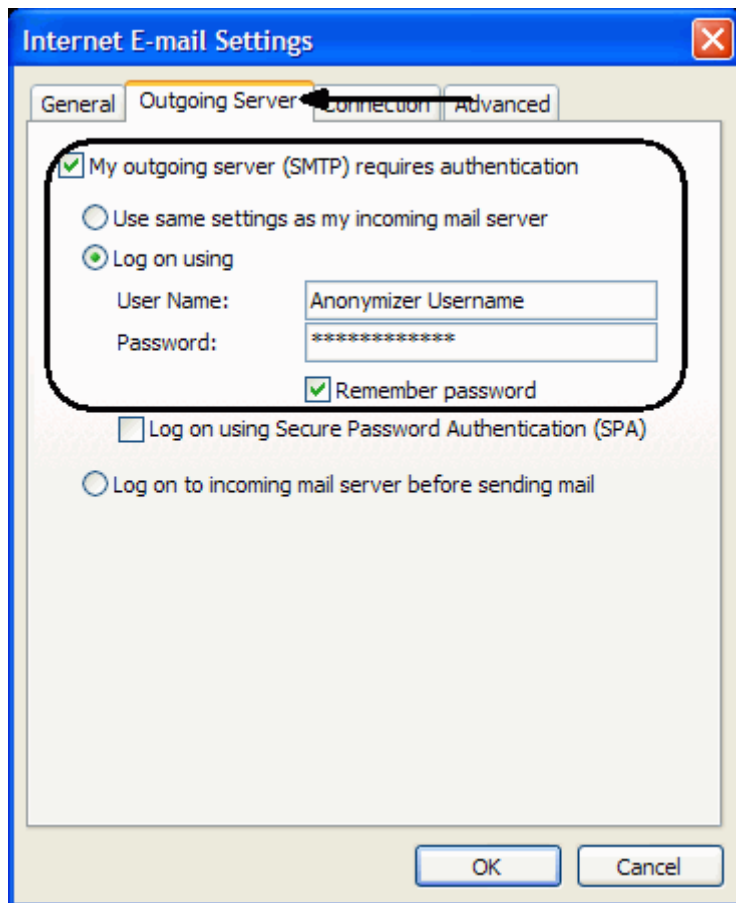 Internet E-mail Settings
General Outgoing Server Connection Advanced
My outgoing server (SMTP) requires authentication
Use same settings as my incoming mail server
Log on using
User Name: Anonymizer Username
Password: ************
Remember password
Log on using Secure Password Authentication (SPA)
Log on to incoming mail server before sending mail
OK Cancel